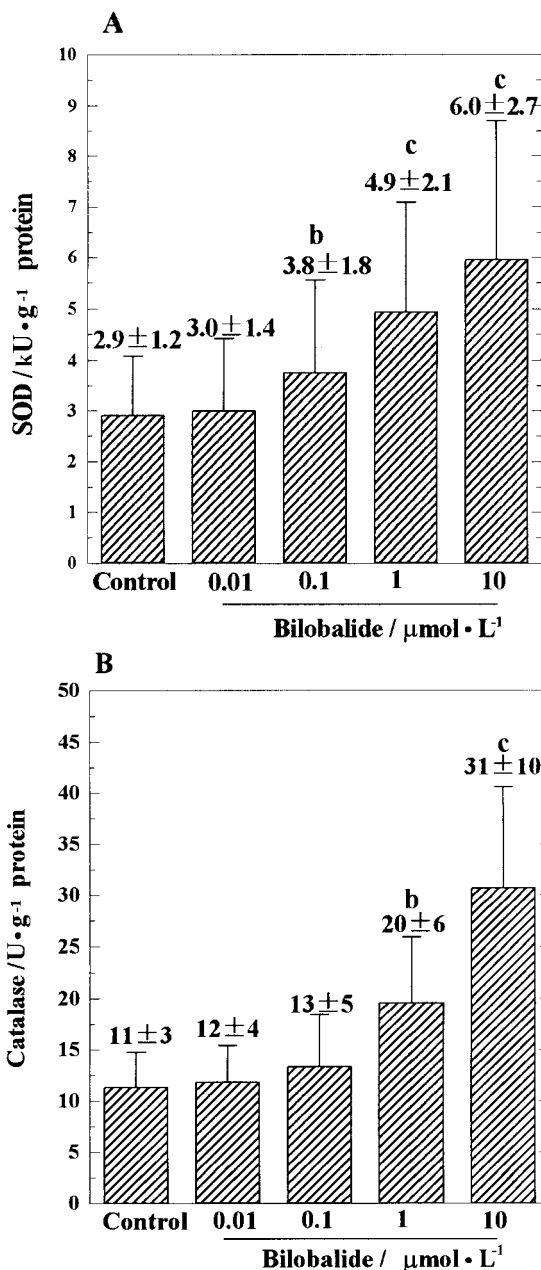 A
10
9
8
7
6
5
4
3
2
1
0
SOD/kU•g⁻¹ protein
2.9±1.2
3.0±1.4
b
3.8±1.8
c
4.9±2.1
c
6.0±2.7
Control 0.01 0.1 1 10
Bilobalide / μmol•L⁻¹
B
50
45
40
35
30
25
20
15
10
5
0
Catalase/U•g⁻¹ protein
11±3
12±4
13±5
b
20±6
c
31±10
Control 0.01 0.1 1 10
Bilobalide / μmol•L⁻¹